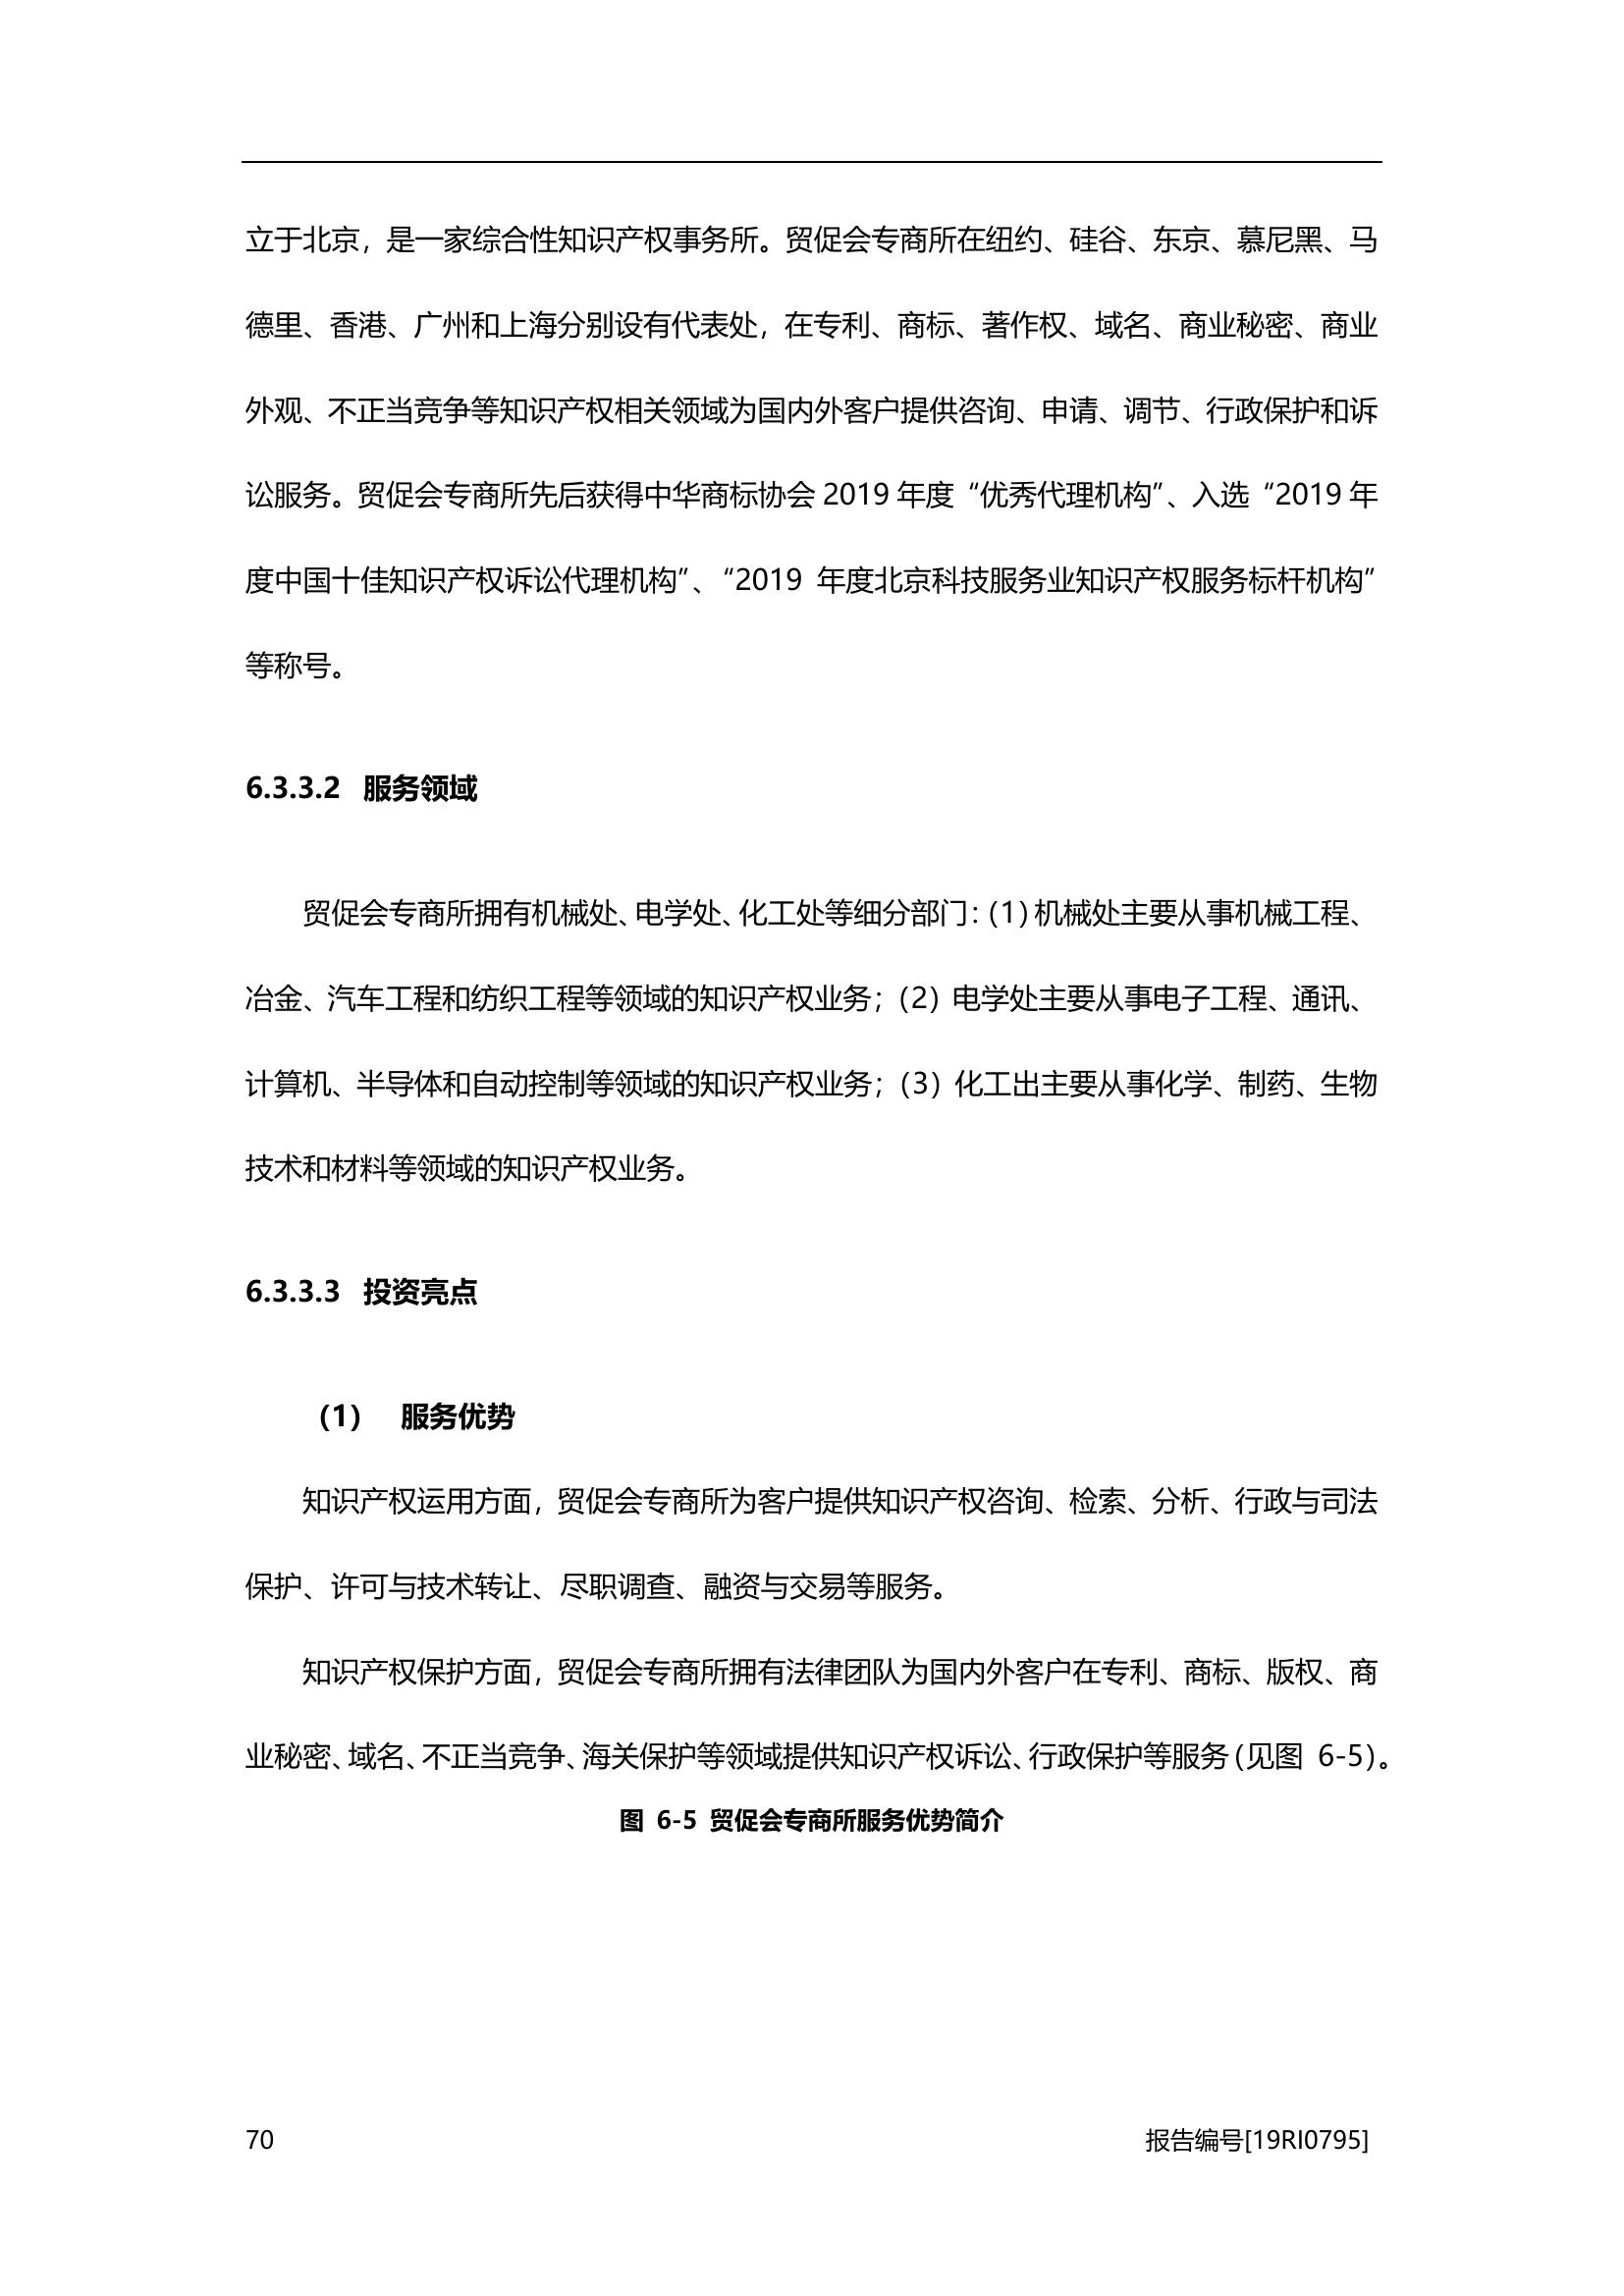 立于北京，是一家综合性知识产权事务所。贸促会专商所在纽约、硅谷、东京、慕尼黑、马
德里、香港、广州和上海分别设有代表处，在专利、商标、著作权、域名、商业秘密、商业
外观、不正当竞争等知识产权相关领域为国内外客户提供咨询、申请、调节、行政保护和诉
讼服务。贸促会专商所先后获得中华商标协会 2019 年度“优秀代理机构”、入选“2019 年
度中国十佳知识产权诉讼代理机构”、“2019 年度北京科技服务业知识产权服务标杆机构”
等称号。
6.3.3.2 服务领域
贸促会专商所拥有机械处、电学处、化工处等细分部门：（1）机械处主要从事机械工程、
冶金、汽车工程和纺织工程等领域的知识产权业务；（2）电学处主要从事电子工程、通讯、
计算机、半导体和自动控制等领域的知识产权业务；（3）化工出主要从事化学、制药、生物
技术和材料等领域的知识产权业务。
6.3.3.3 投资亮点
（1） 服务优势
知识产权运用方面，贸促会专商所为客户提供知识产权咨询、检索、分析、行政与司法
保护、许可与技术转让、尽职调查、融资与交易等服务。
知识产权保护方面，贸促会专商所拥有法律团队为国内外客户在专利、商标、版权、商
业秘密、域名、不正当竞争、海关保护等领域提供知识产权诉讼、行政保护等服务（见图 6-5）。
图 6-5 贸促会专商所服务优势简介
70
报告编号[19RI0795]